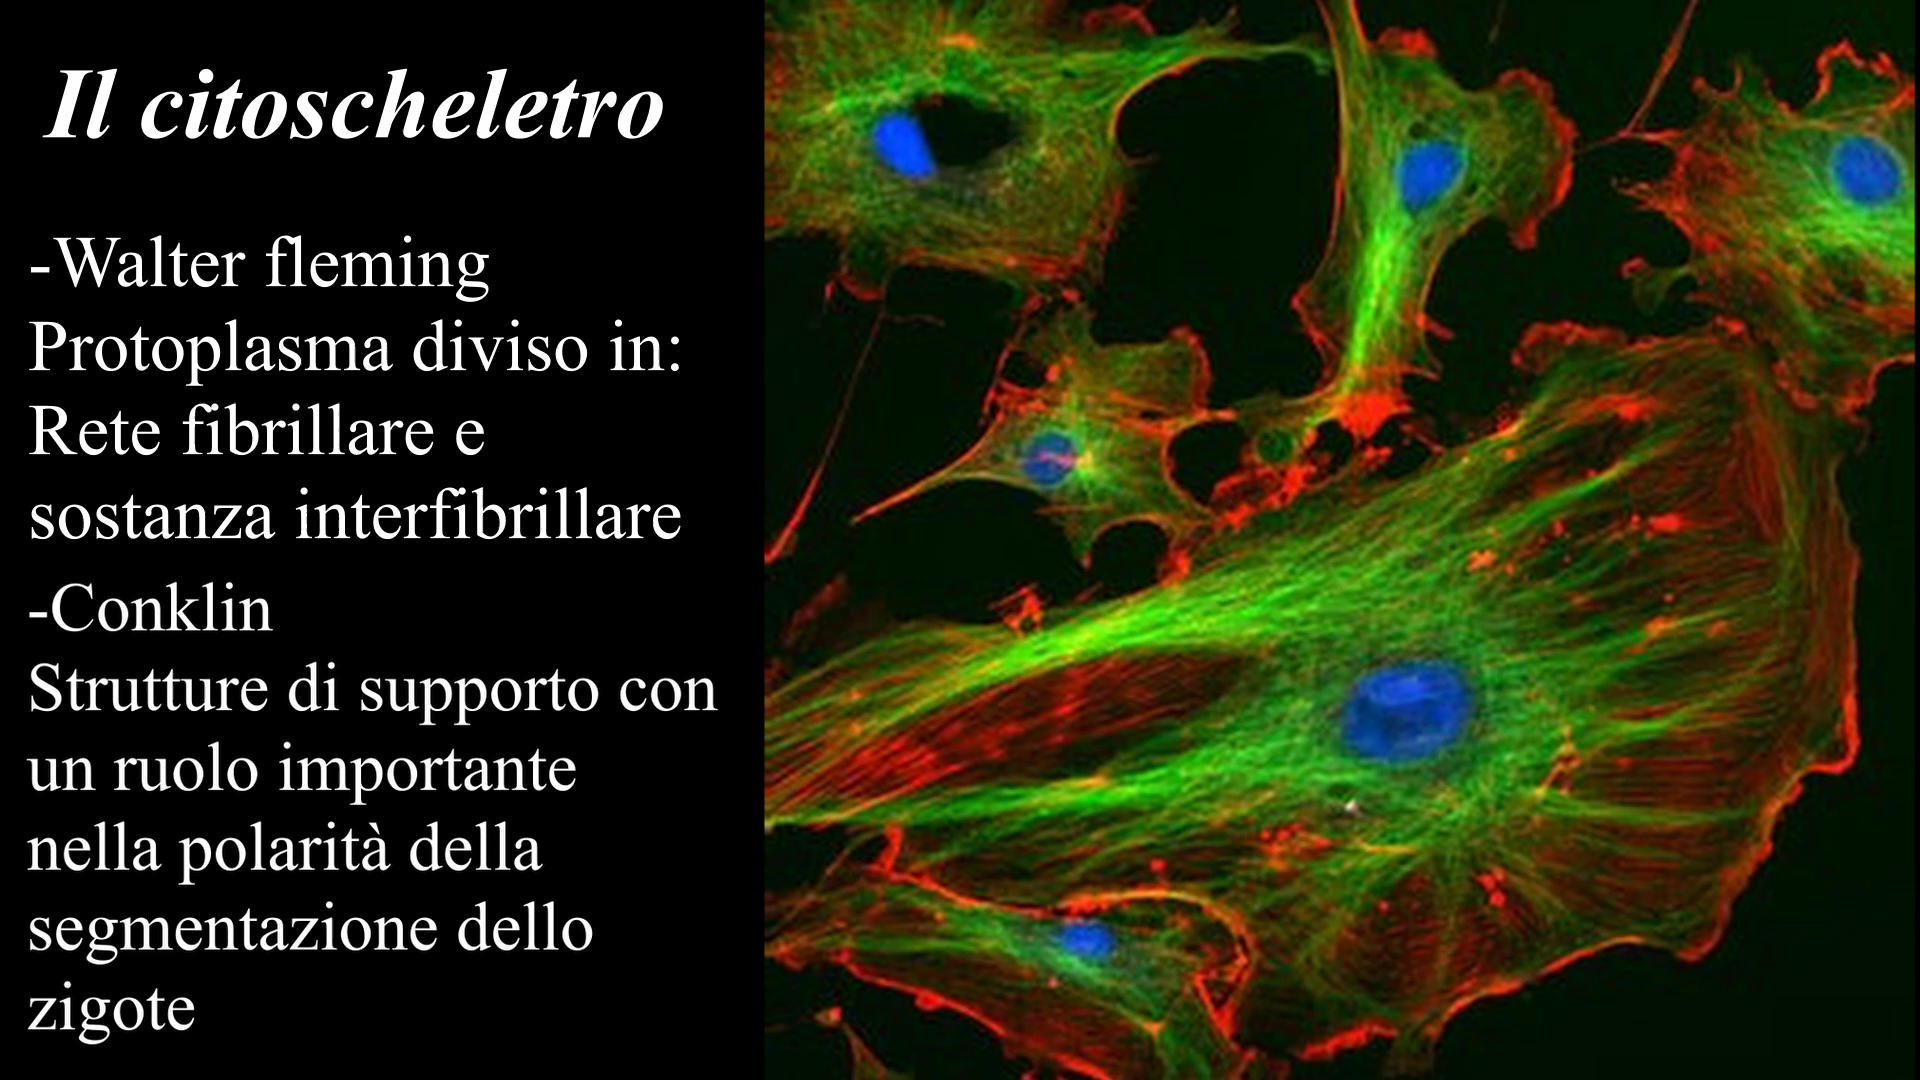 Il citoscheletro
-Walter fleming
Protoplasma diviso in:
Rete fibrillare e
sostanza interfibrillare
-Conklin
Strutture di supporto con
un ruolo importante
nella polarità della
segmentazione dello
zigote